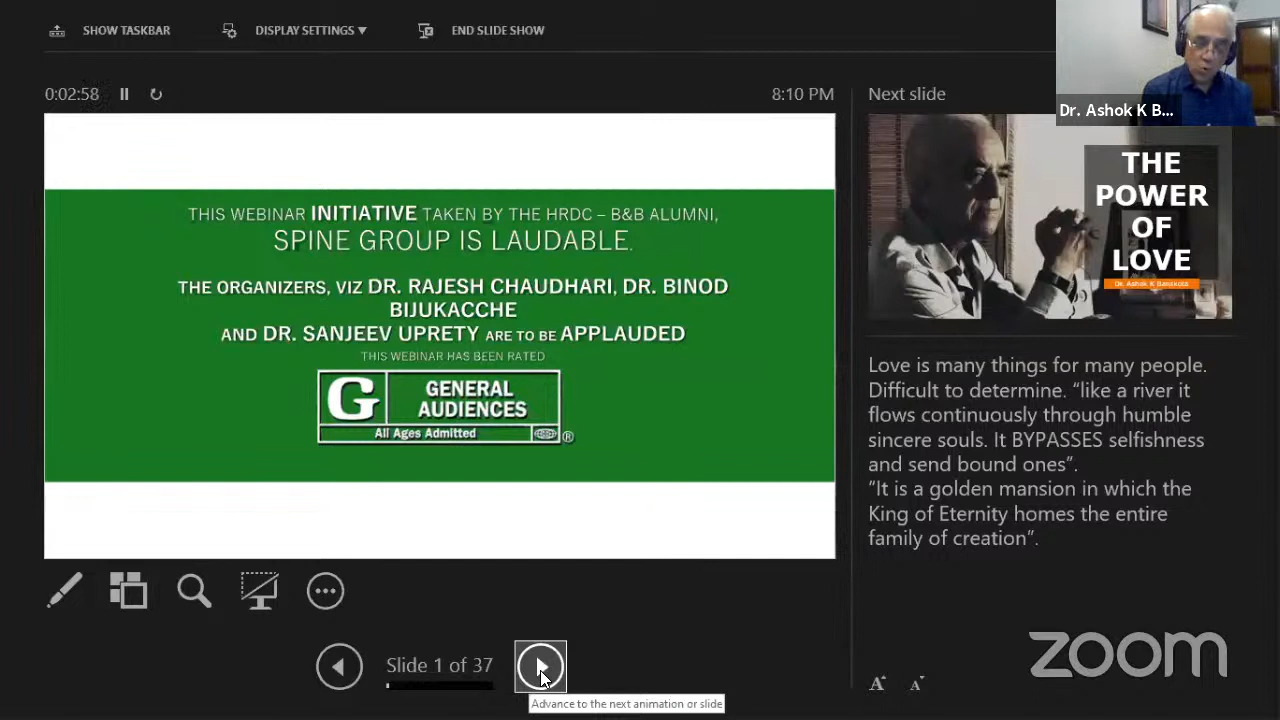 SHOW TASKBAR
DISPLAY SETTINGS ▼
END SLIDE SHOW
0:02:58
8:10 PM
THIS WEBINAR INITIATIVE TAKEN BY THE HRDC – B&B ALUMNI,
SPINE GROUP IS LAUDABLE.
THE ORGANIZERS, VIZ DR. RAJESH CHAUDHARI, DR. BINOD
BIJUKACCHE
AND DR. SANJEEV UPRETY ARE TO BE APPLAUDED
THIS WEBINAR HAS BEEN RATED
G
GENERAL
AUDIENCES
All Ages Admitted
®
Slide 1 of 37
Advance to the next animation or slide
Next slide
Dr. Ashok K B...
THE
POWER
OF
LOVE
Dr. Ashok K Banskota
Love is many things for many people.
Difficult to determine. “like a river it
flows continuously through humble
sincere souls. It BYPASSES selfishness
and send bound ones”.
“It is a golden mansion in which the
King of Eternity homes the entire
family of creation”.
zoom
A A